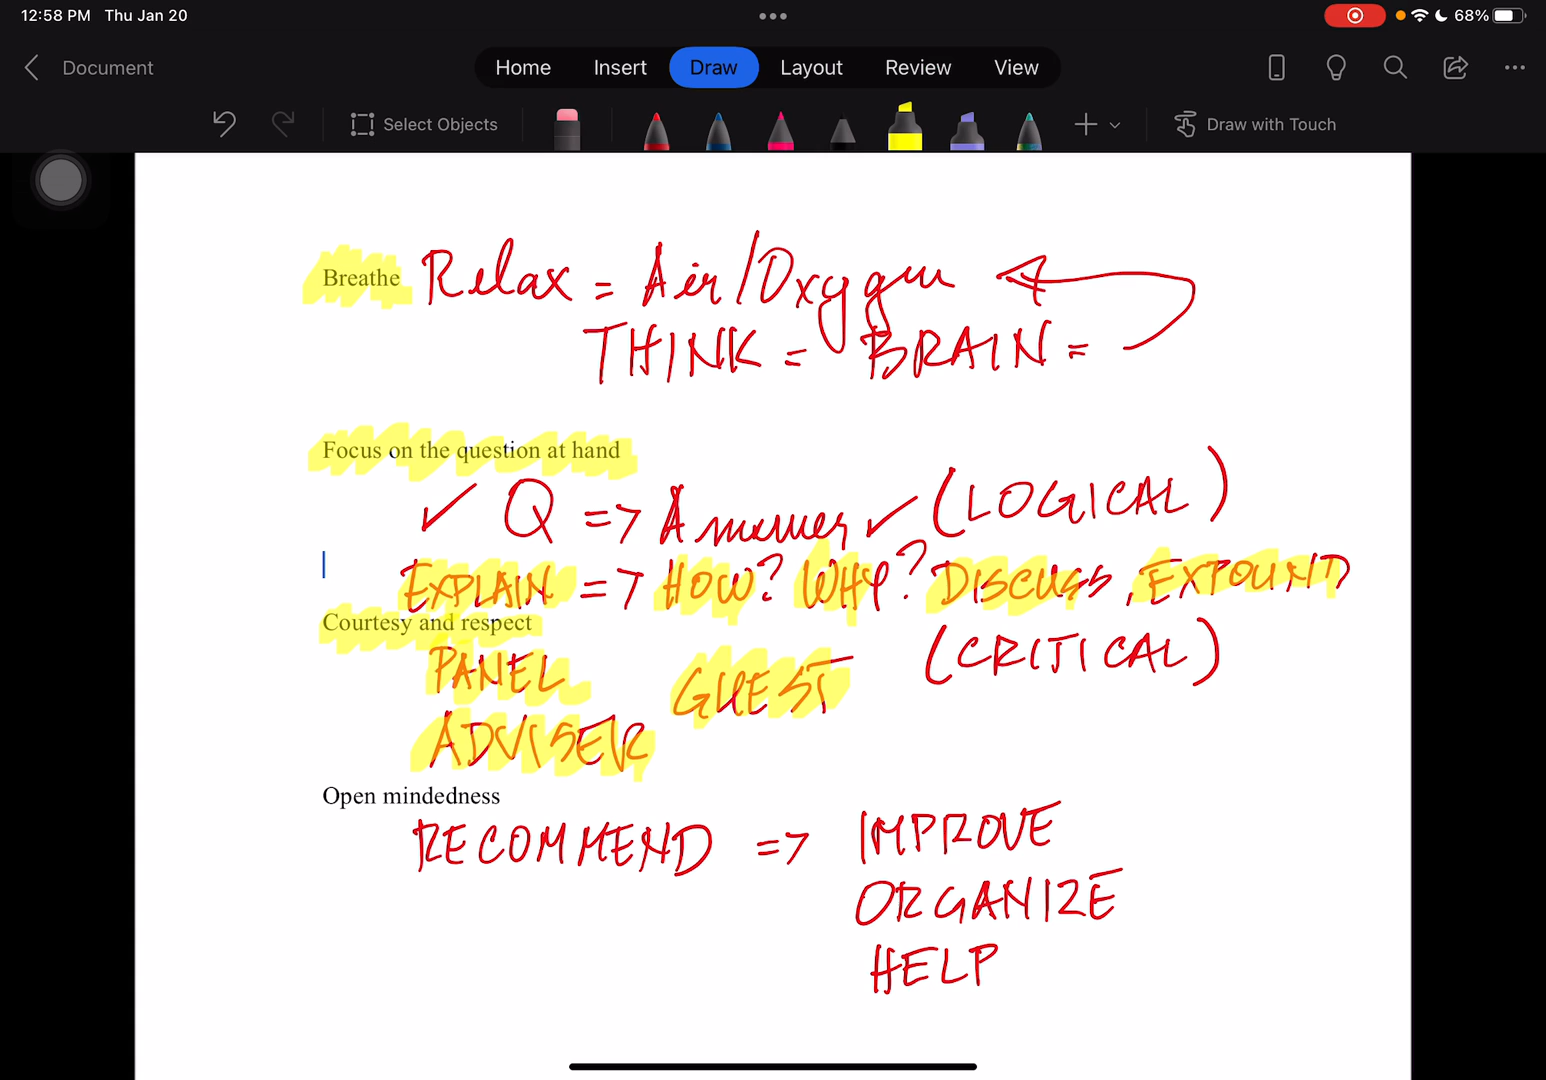 12:58 PM Thu Jan 20
68%
Document
Home Insert Draw Layout Review View
Select Objects
Draw with Touch
Breathe Relax = Air/Oxygen
THINK = BRAIN =
Focus on the question at hand
✓ Q => Answer ✓ (LOGICAL)
EXPLAIN => HOW? WHY? DISCUSS, EXPOUND
Courtesy and respect
(CRITICAL)
PANEL GUEST
ADVISER
Open mindedness
RECOMMEND => IMPROVE
ORGANIZE
HELP